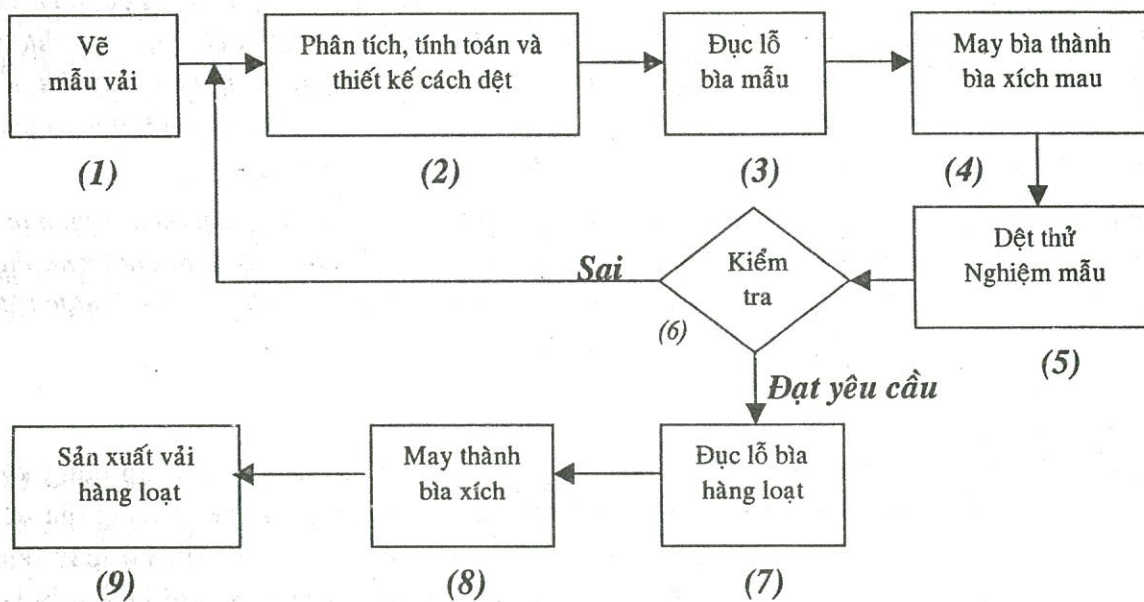 Vẽ
mẫu vải
(1)
Phân tích, tính toán và
thiết kế cách dệt
(2)
Đục lỗ
bìa mẫu
(3)
May bìa thành
bìa xích mau
(4)
Dệt thử
Nghiệm mẫu
(5)
Kiểm
tra
(6)
Sai
Đạt yêu cầu
Đục lỗ bìa
hàng loạt
(7)
May thành
bìa xích
(8)
Sản xuất vải
hàng loạt
(9)